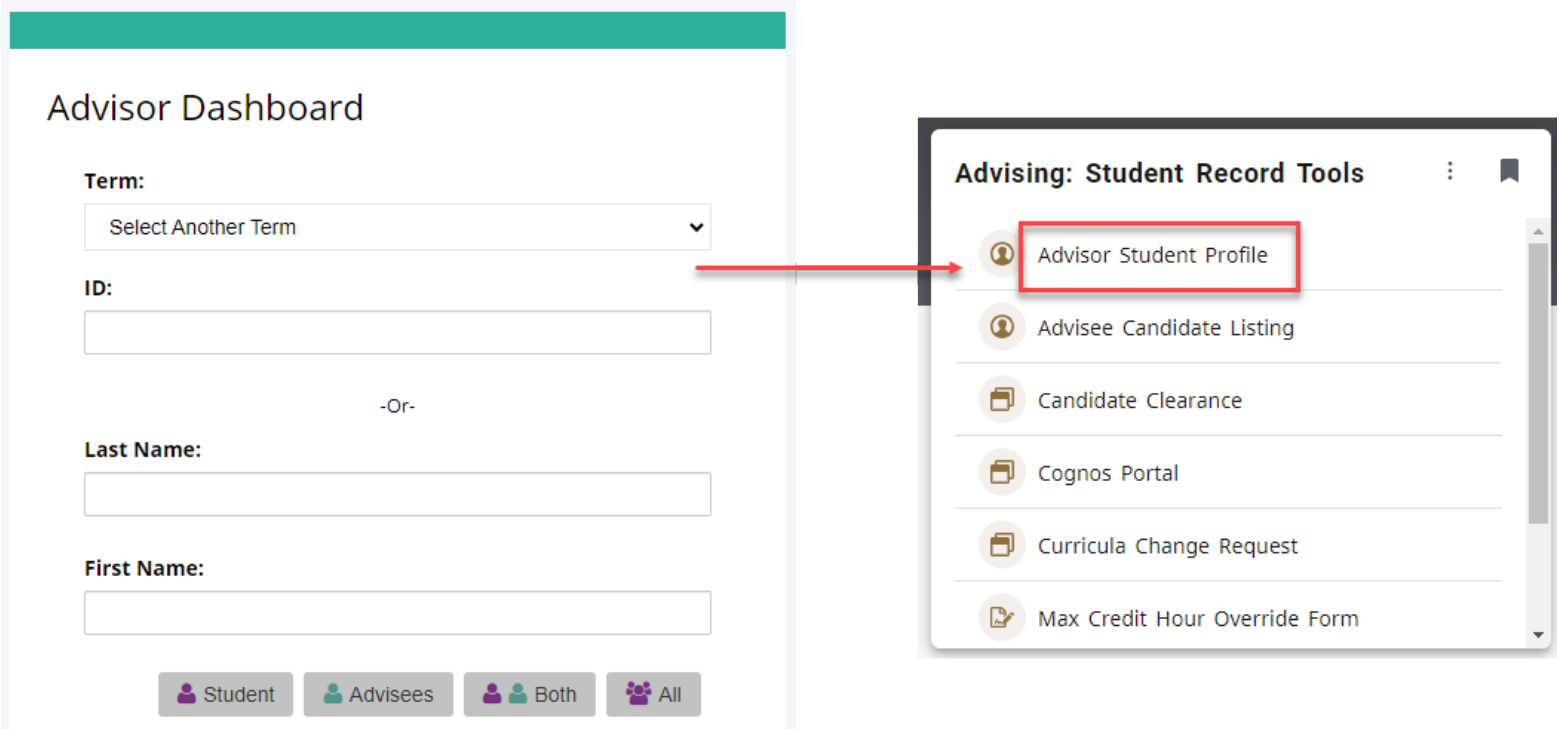 Advisor Dashboard
Term:
Select Another Term
ID:
-Or-
Last Name:
First Name:
Student
Advisees
Both
All
Advising: Student Record Tools
Advisor Student Profile
Advisee Candidate Listing
Candidate Clearance
Cognos Portal
Curricula Change Request
Max Credit Hour Override Form